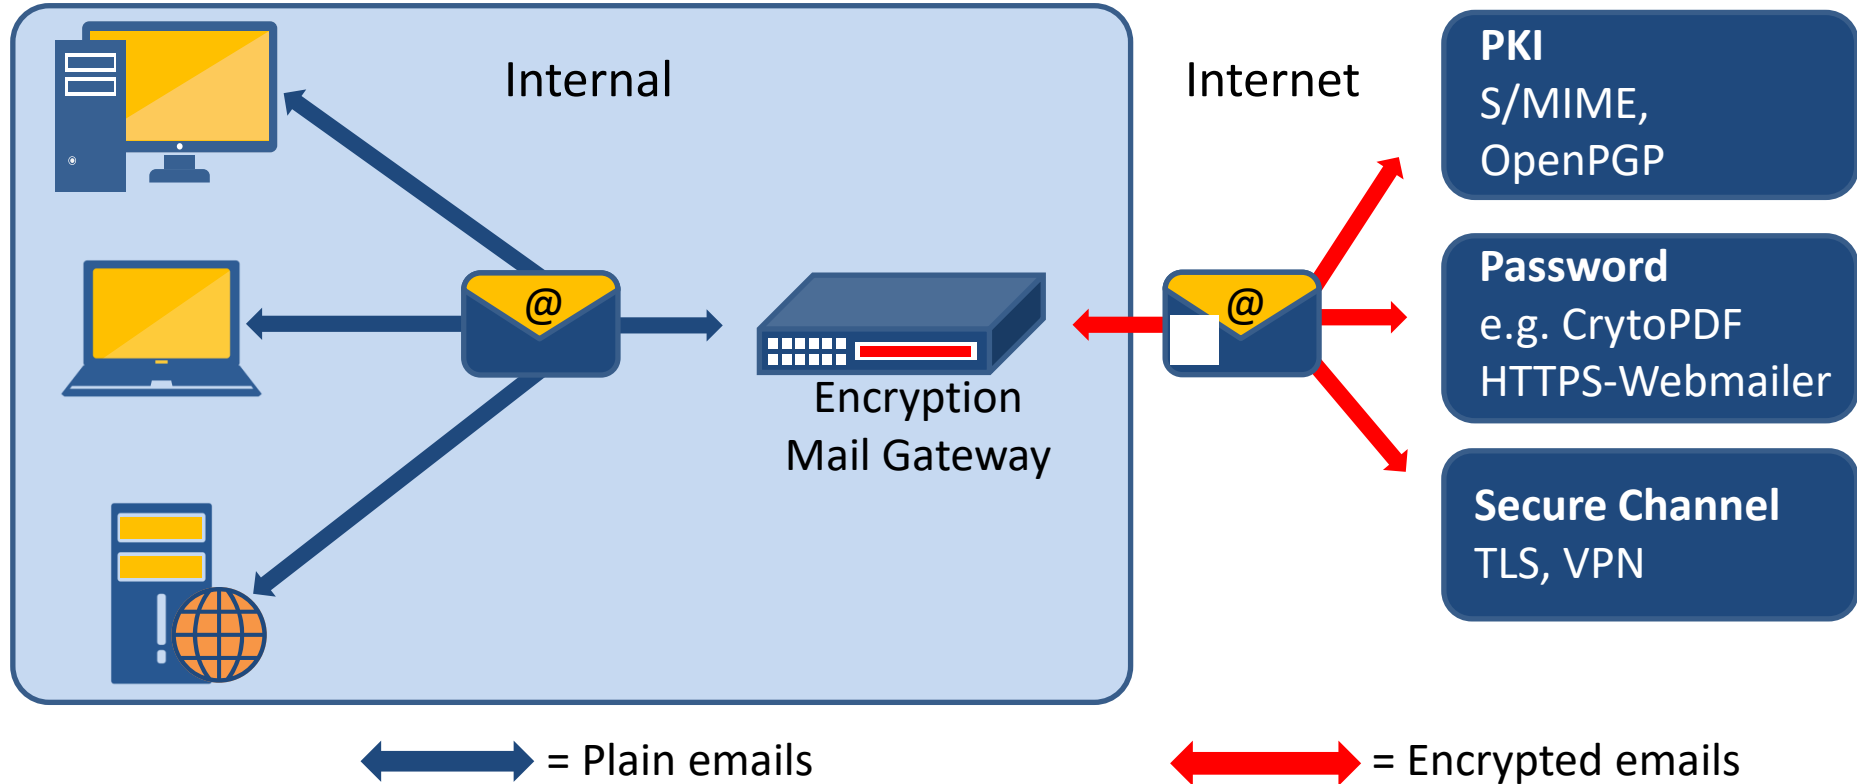 Internal
Internet
PKI
S/MIME,
OpenPGP
@
@
Password
e.g. CrytoPDF
HTTPS-Webmailer
Encryption
Mail Gateway
Secure Channel
TLS, VPN
= Plain emails
= Encrypted emails